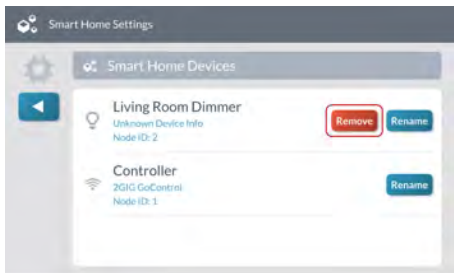 Smart Home Settings
Smart Home Devices
Living Room Dimmer
Unknown Device Info
Node ID: 2
Remove
Rename
Controller
2GIG GoControl
Node ID: 1
Rename